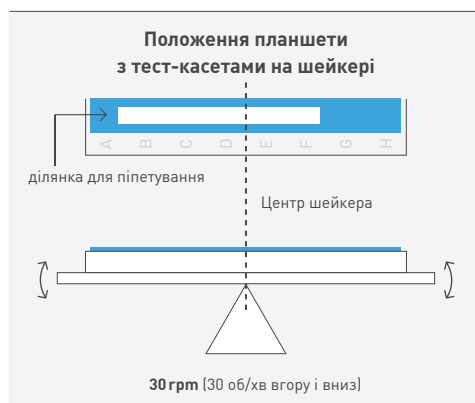 Положення планшети
з тест-касетами на шейкері
A B C D E F G H
ділянка для піпетування
Центр шейкера
30 rpm (30 об/хв вгору і вниз)